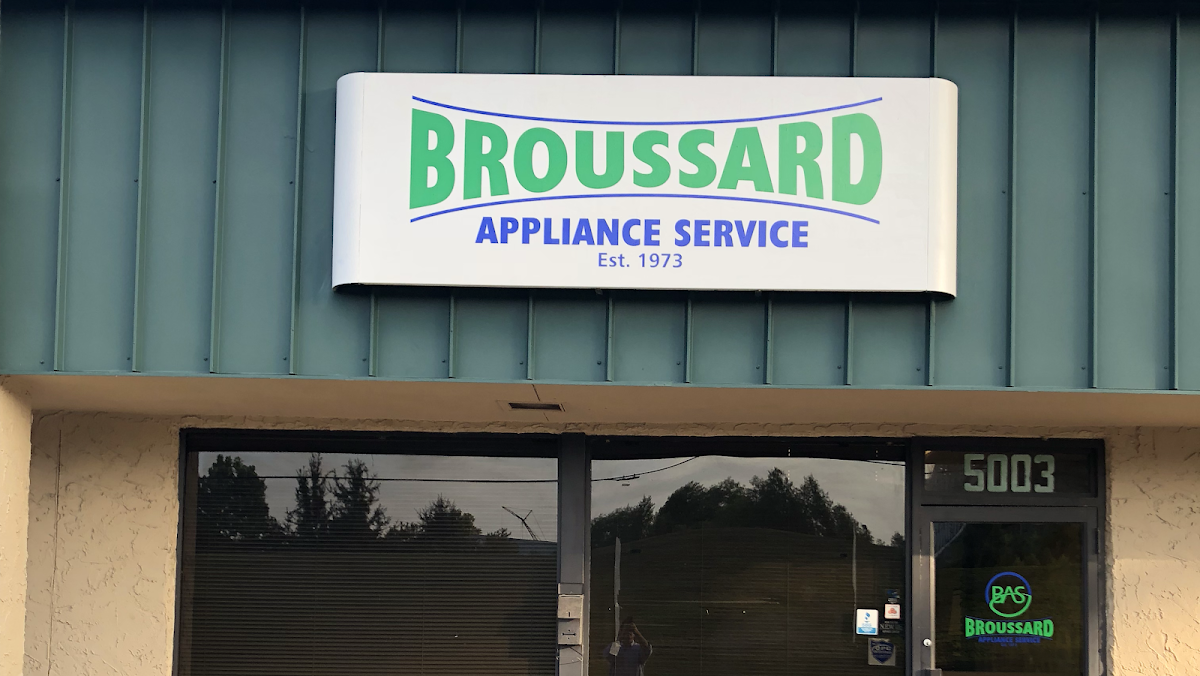 BROUSSARD
APPLIANCE SERVICE
Est. 1973
5003
BAS
BROUSSARD
APPLIANCE SERVICE